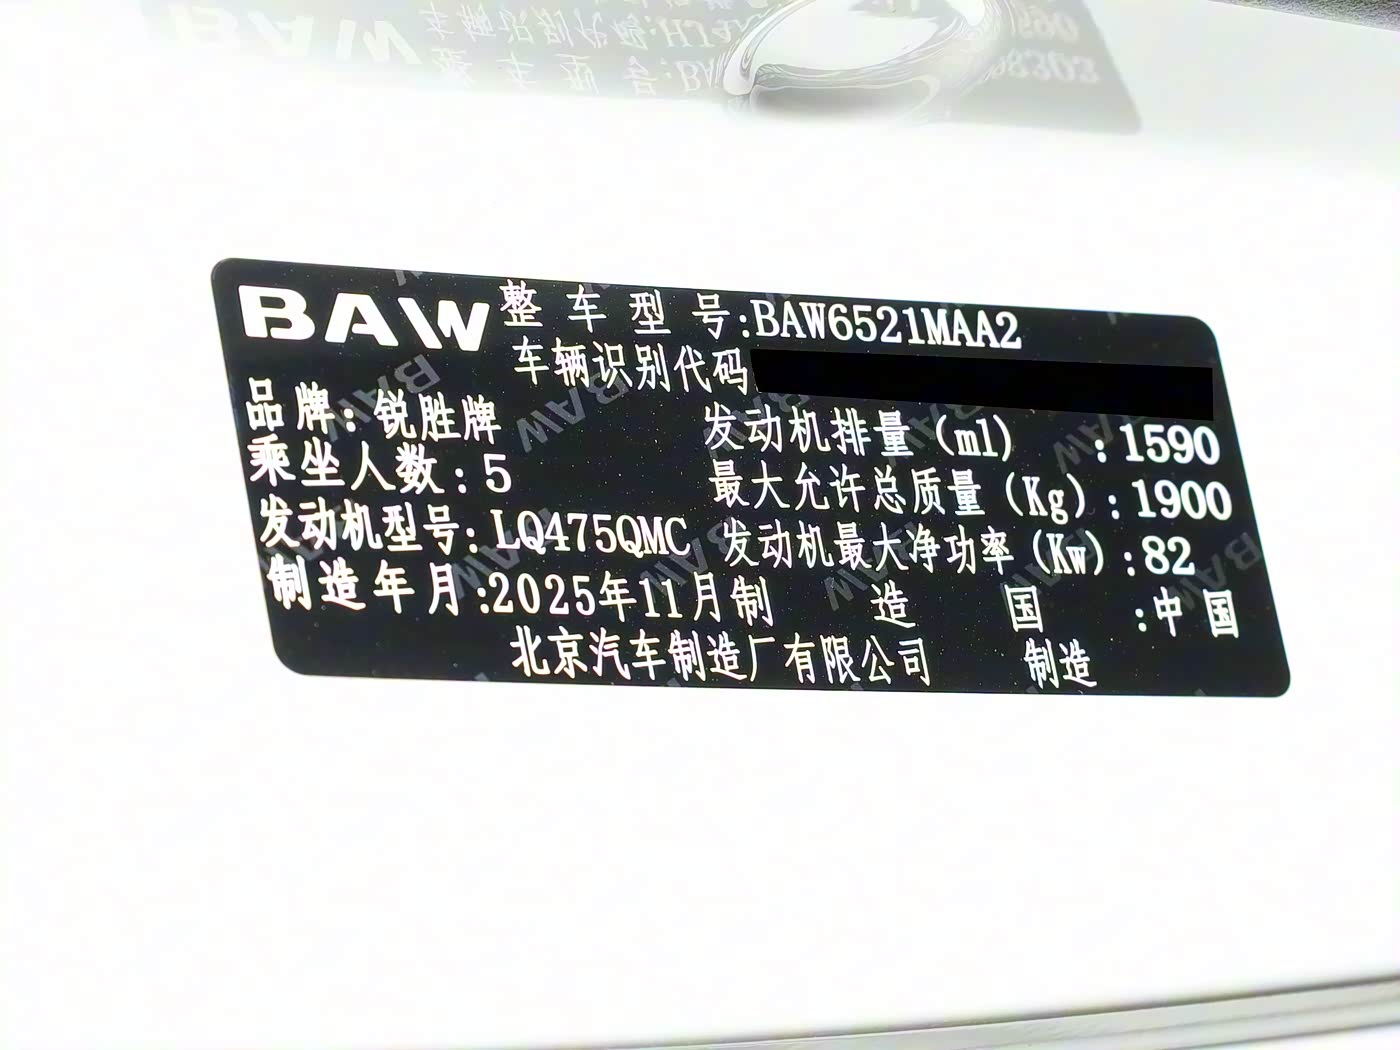 BAW 整车型号:BAW6521MAA2
车辆识别代码
品牌:锐胜牌 发动机排量(ml) :1590
乘坐人数:5 最大允许总质量(Kg):1900
发动机型号:LQ475QMC 发动机最大净功率(Kw):82
制造年月:2025年11月 制造国:中国
北京汽车制造厂有限公司 制造